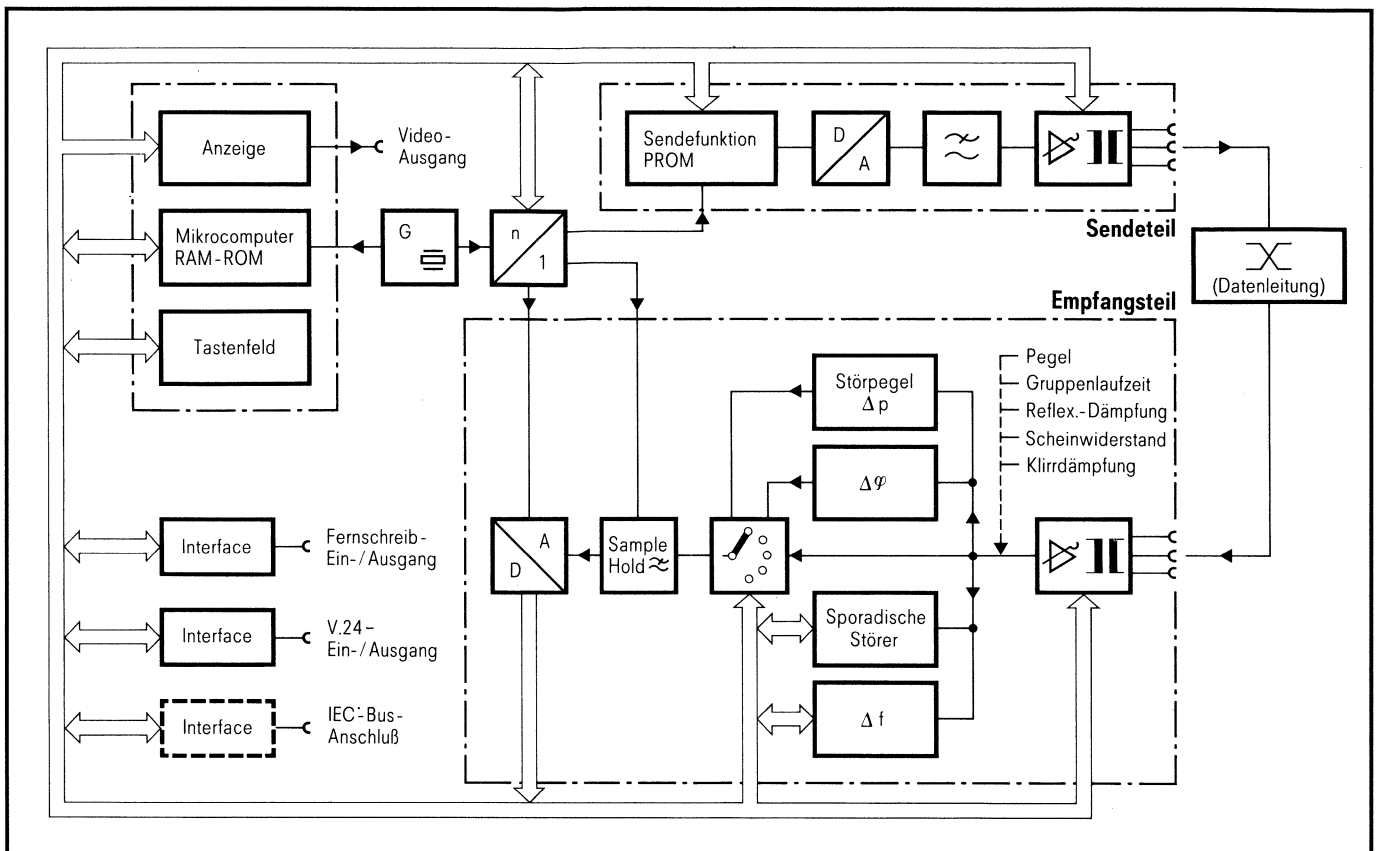 Anzeige
Video-
Ausgang
Mikrocomputer
RAM-ROM
G
n
1
Tastenfeld
Sendefunktion
PROM
D
A
Sendeteil
(Datenleitung)
Empfangsteil
Störpegel
Δp
Δφ
Pegel
Gruppenlaufzeit
Reflex.-Dämpfung
Scheinwiderstand
Klirrdämpfung
A
D
Sample
Hold
Sporadische
Störer
Δf
Interface
Fernschreib-
Ein-/Ausgang
Interface
V.24-
Ein-/Ausgang
Interface
IEC-Bus-
Anschluß